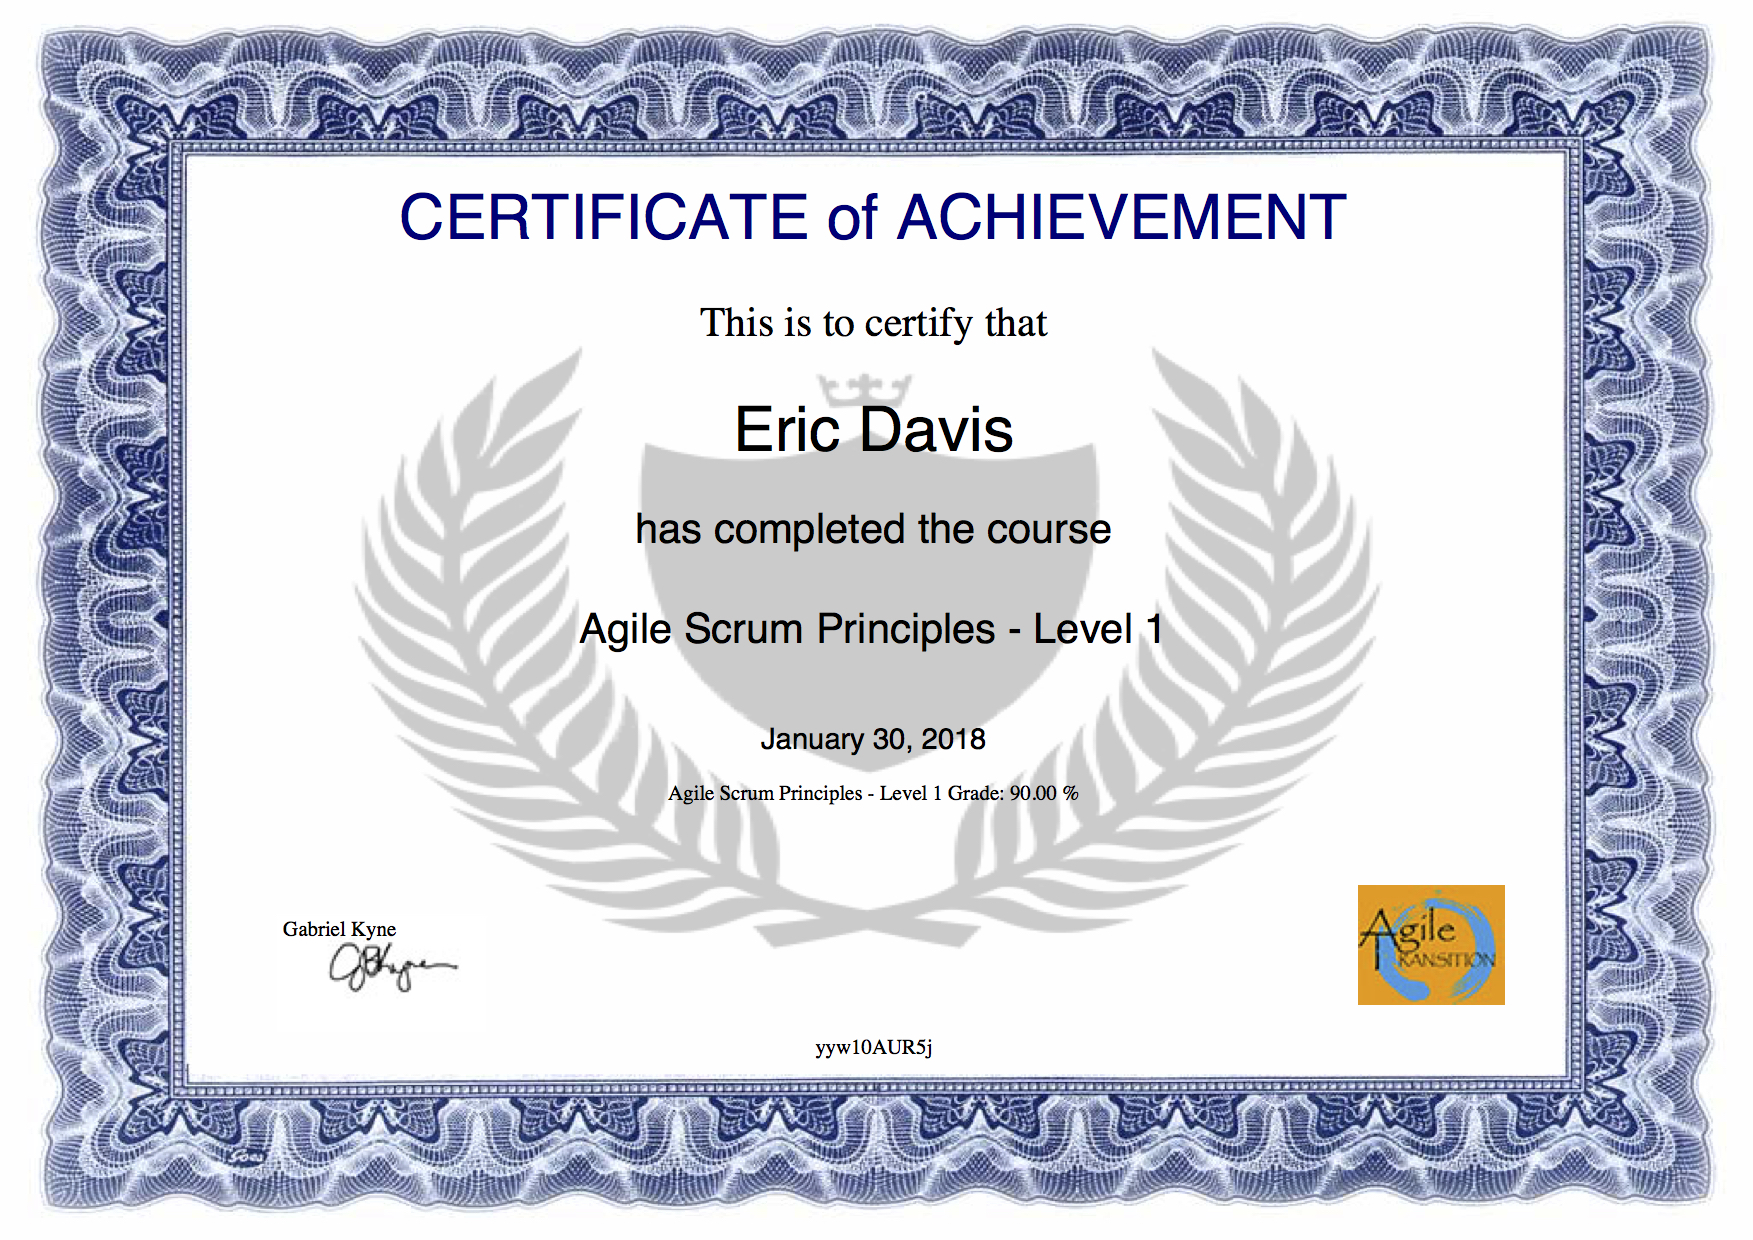 CERTIFICATE of ACHIEVEMENT
This is to certify that
Eric Davis
has completed the course
Agile Scrum Principles - Level 1
January 30, 2018
Agile Scrum Principles - Level 1 Grade: 90.00 %
Gabriel Kyne
Agile
TRANSITION
yyw10AUR5j
Goes